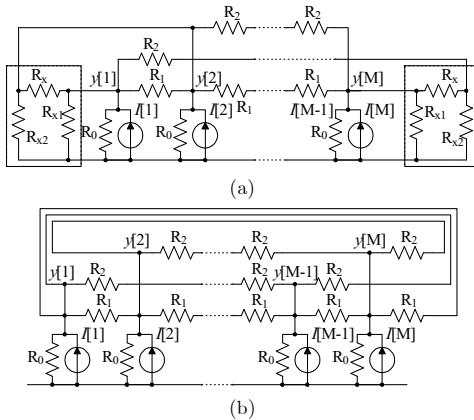 R2 R2
R2
Rx y[1] R1 y[2] R1 R1 y[M] Rx
Rx2 Rx1 R0 I[1] R0 I[2] I[M-1] R0 I[M] Rx1 Rx2
(a)
y[2] R2 R2 y[M] R2
y[1] R2 R2 y[M-1] R2
R1 R1 R1 R1 R1
R0 I[1] R0 I[2] R0 I[M-1] R0 I[M]
(b)